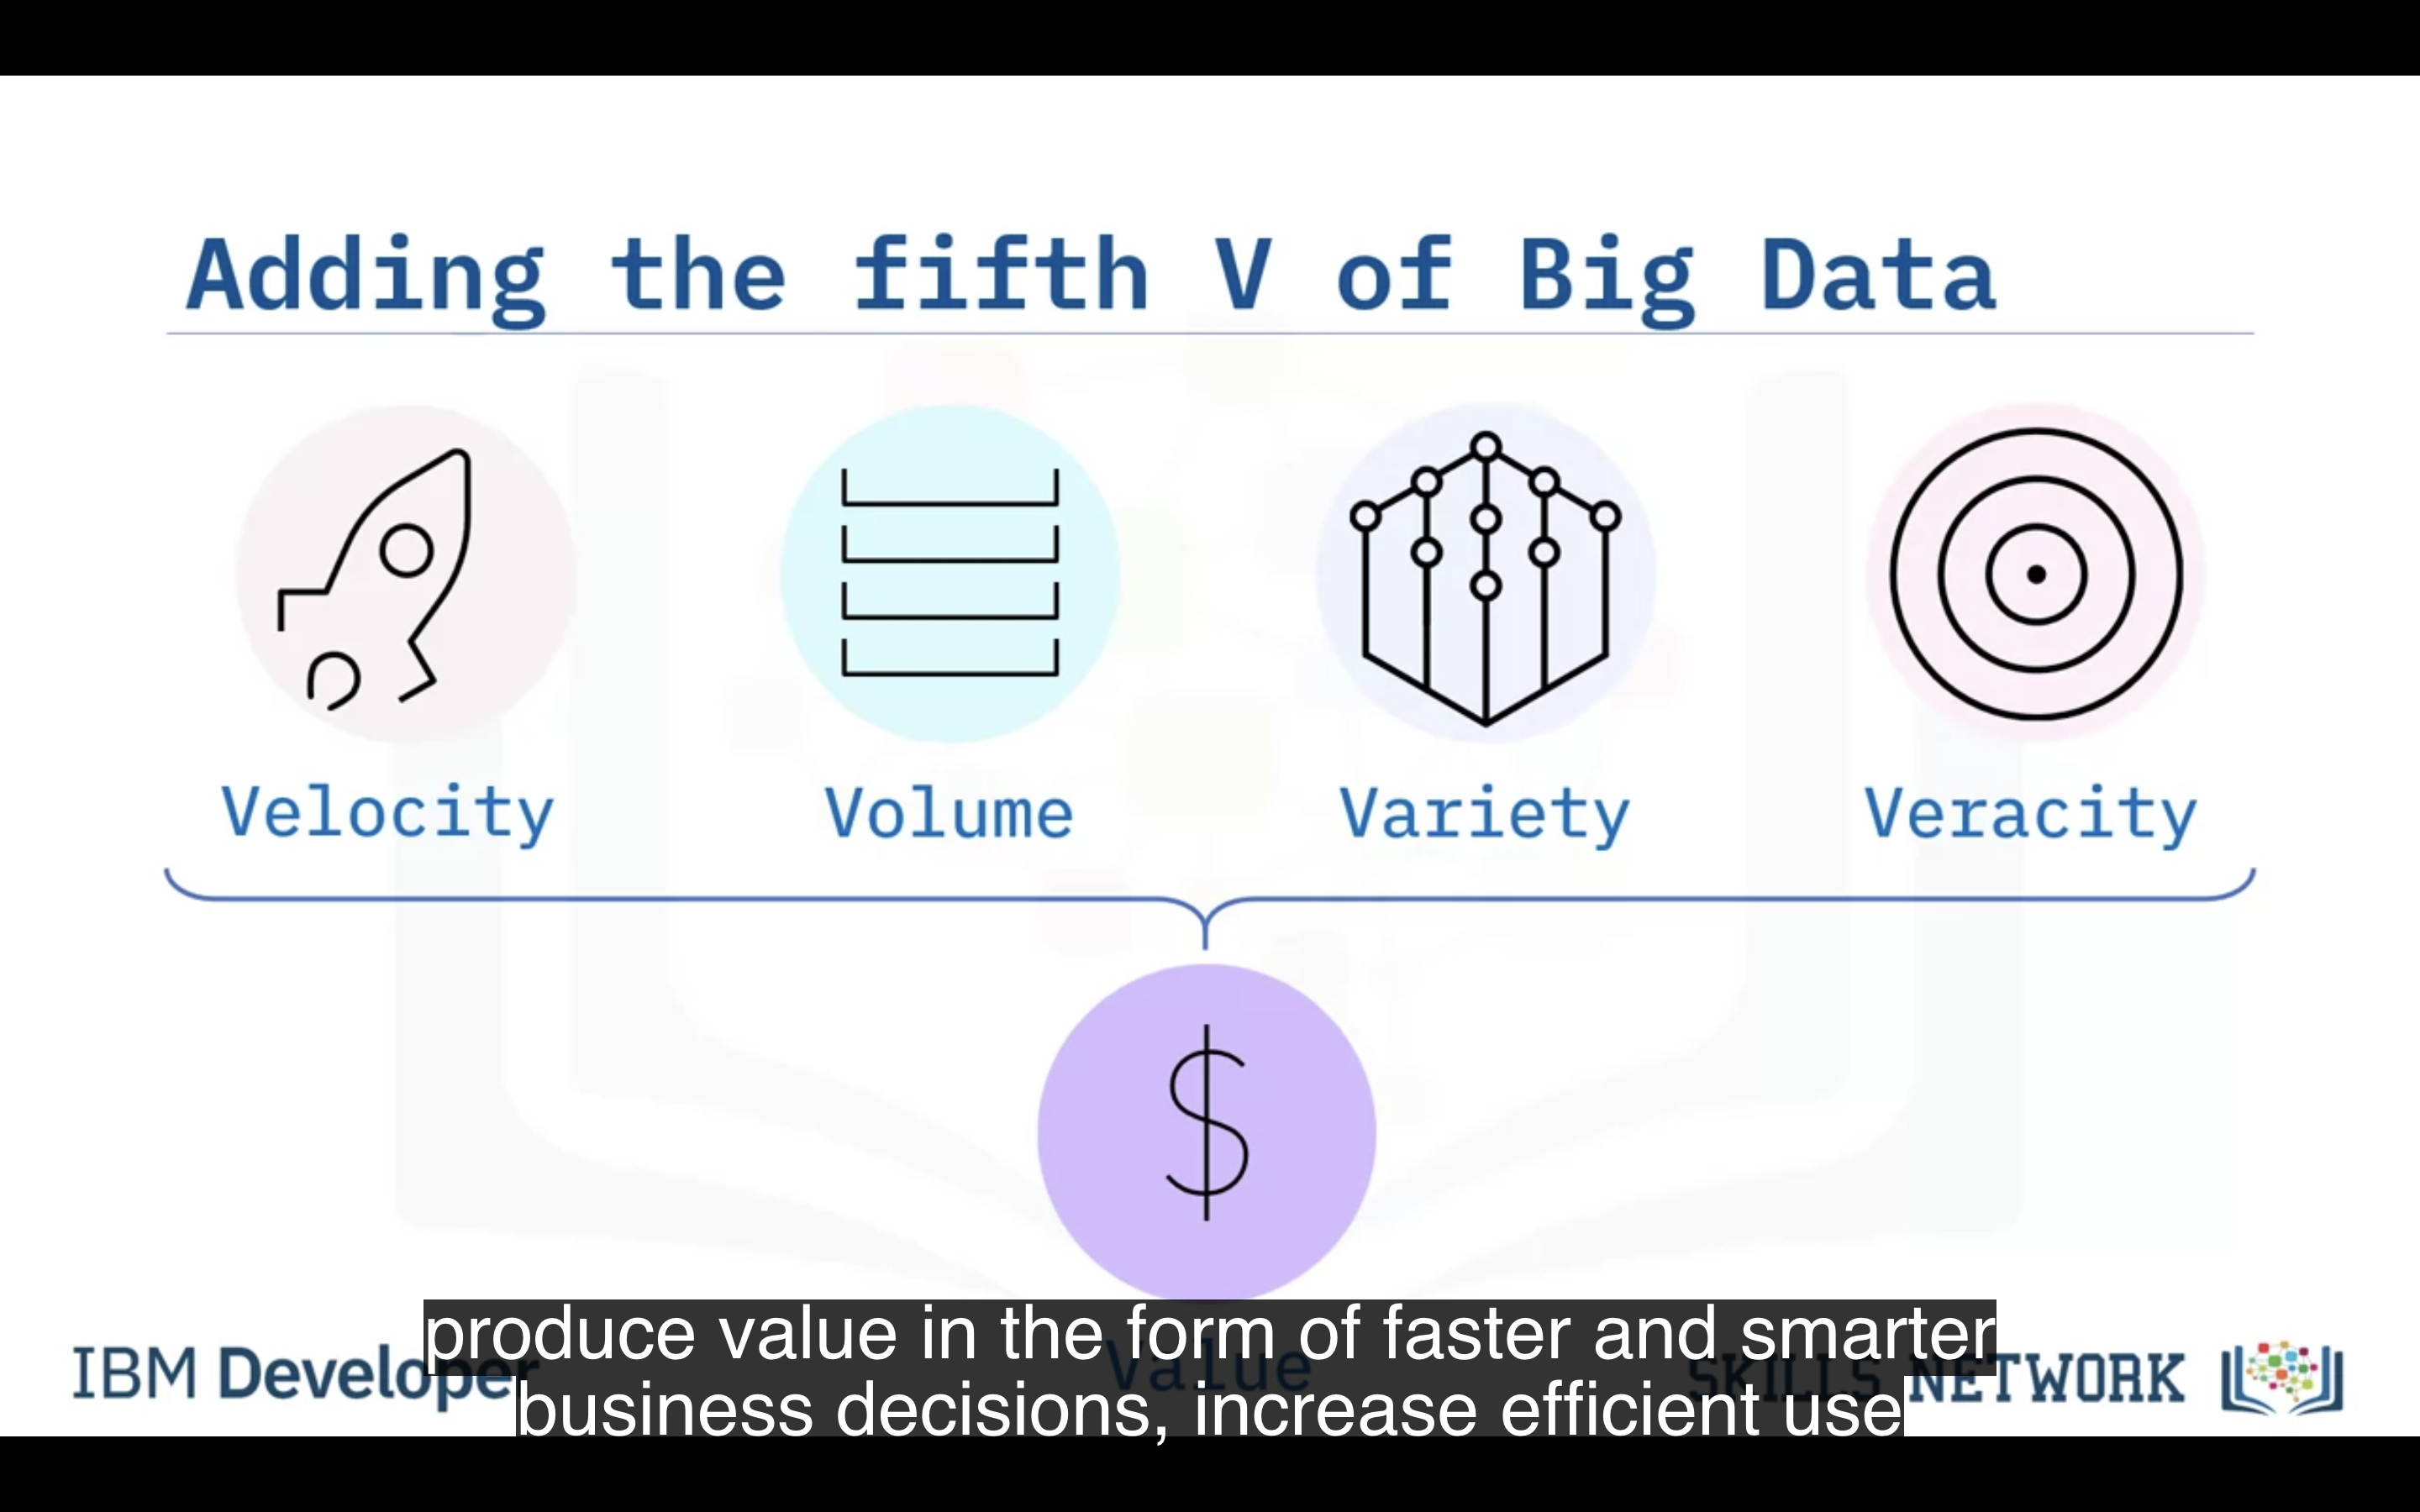 Adding the fifth V of Big Data
Velocity
Volume
Variety
Veracity
$
Value
produce value in the form of faster and smarter
business decisions, increase efficient use
IBM Developer
SKILLS NETWORK